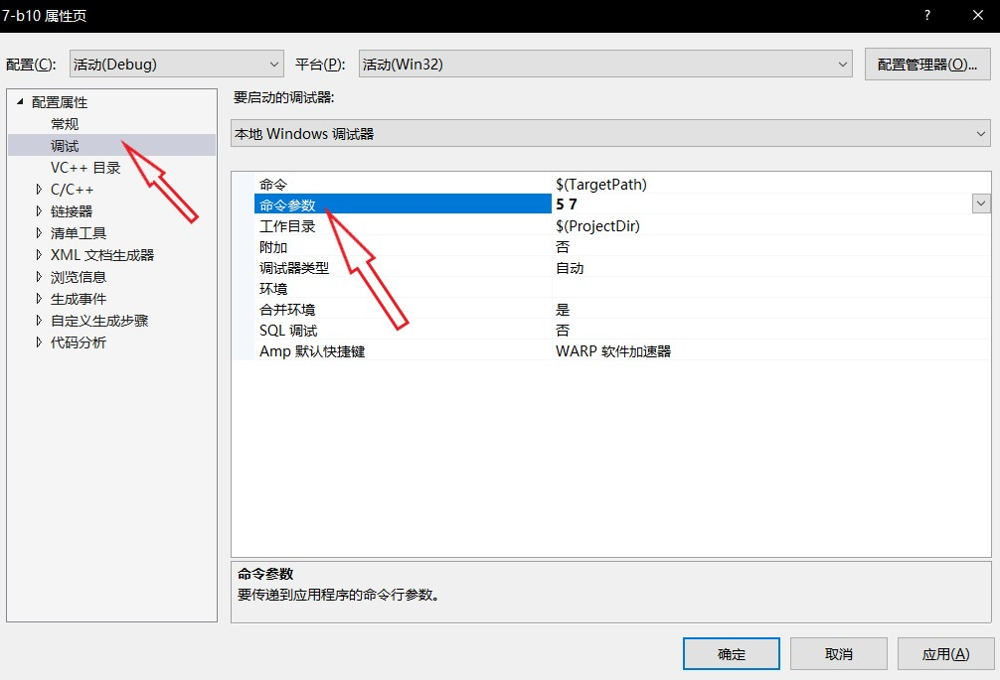 7-b10 属性页
?
配置(C): 活动(Debug) 平台(P): 活动(Win32) 配置管理器(O)...
配置属性
常规
调试
VC++ 目录
C/C++
链接器
清单工具
XML 文档生成器
浏览信息
生成事件
自定义生成步骤
代码分析
要启动的调试器:
本地 Windows 调试器
命令 $(TargetPath)
命令参数 5 7
工作目录 $(ProjectDir)
附加 否
调试器类型 自动
环境
合并环境 是
SQL 调试 否
Amp 默认快捷键 WARP 软件加速器
命令参数
要传递到应用程序的命令行参数。
确定 取消 应用(A)